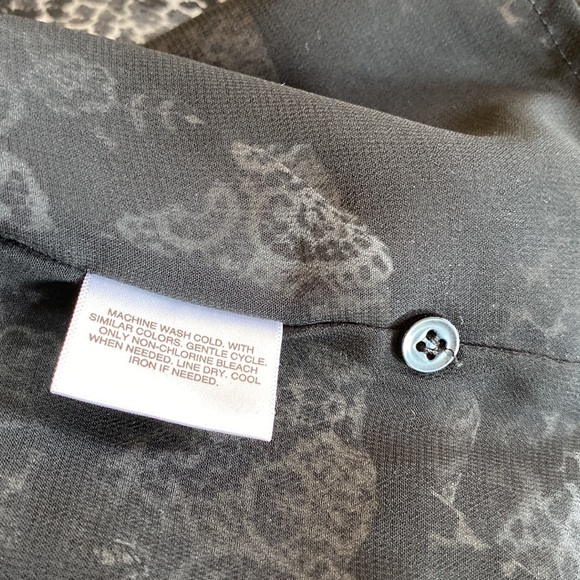 MACHINE WASH COLD. WITH
SIMILAR COLORS. GENTLE CYCLE.
ONLY NON-CHLORINE BLEACH
WHEN NEEDED. LINE DRY. COOL
IRON IF NEEDED.